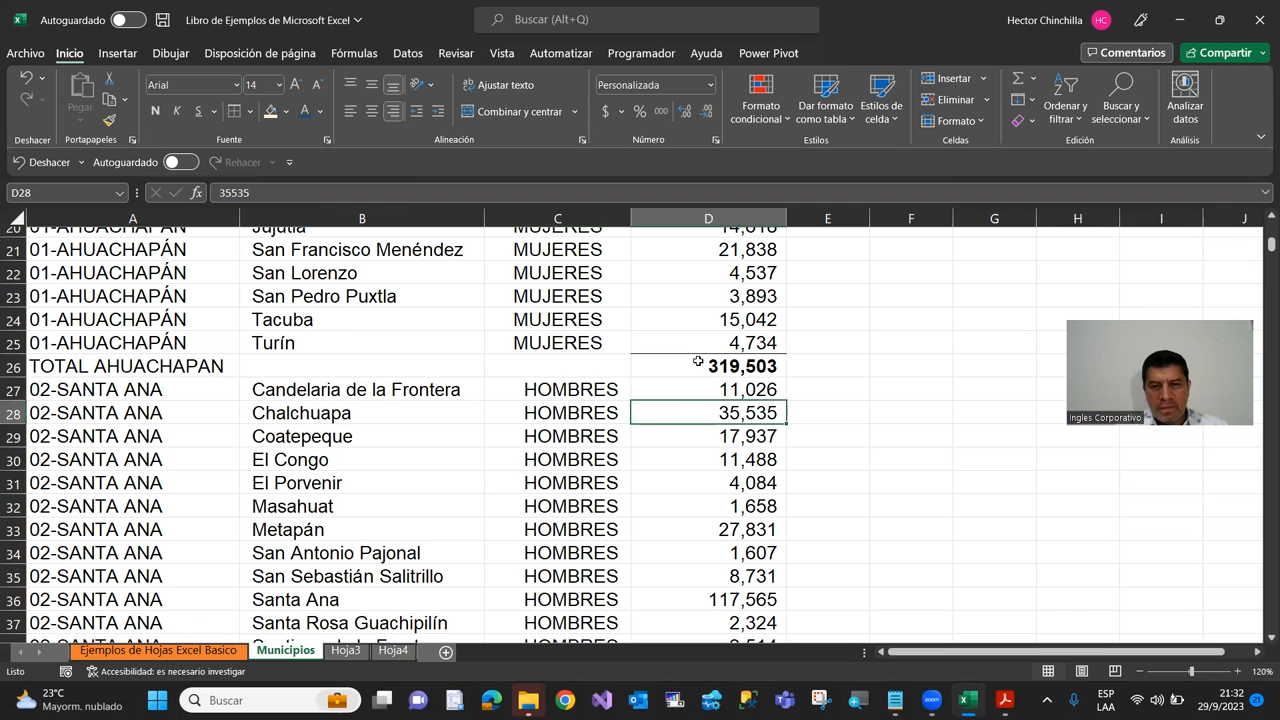 Autoguardado
Libro de Ejemplos de Microsoft Excel
Buscar (Alt+Q)
Hector Chinchilla
HC
Archivo Inicio Insertar Dibujar Disposición de página Fórmulas Datos Revisar Vista Automatizar Programador Ayuda Power Pivot
Comentarios
Compartir
Deshacer
Pegar
Portapapeles
Arial
14
N K S
Fuente
Ajustar texto
Combinar y centrar
Alineación
Personalizada
$ % 000
Número
Formato condicional
Dar formato como tabla
Estilos de celda
Estilos
Insertar
Eliminar
Formato
Celdas
Ordenar y filtrar
Buscar y seleccionar
Edición
Analizar datos
Análisis
Deshacer Autoguardado Rehacer
D28 fx 35535
A B C D E F G H I J
20 01-AHUACHAPÁN Jujutla MUJERES
21 01-AHUACHAPÁN San Francisco Menéndez MUJERES 21,838
22 01-AHUACHAPÁN San Lorenzo MUJERES 4,537
23 01-AHUACHAPÁN San Pedro Puxtla MUJERES 3,893
24 01-AHUACHAPÁN Tacuba MUJERES 15,042
25 01-AHUACHAPÁN Turín MUJERES 4,734
26 TOTAL AHUACHAPAN 319,503
27 02-SANTA ANA Candelaria de la Frontera HOMBRES 11,026
28 02-SANTA ANA Chalchuapa HOMBRES 35,535
29 02-SANTA ANA Coatepeque HOMBRES 17,937
30 02-SANTA ANA El Congo HOMBRES 11,488
31 02-SANTA ANA El Porvenir HOMBRES 4,084
32 02-SANTA ANA Masahuat HOMBRES 1,658
33 02-SANTA ANA Metapán HOMBRES 27,831
34 02-SANTA ANA San Antonio Pajonal HOMBRES 1,607
35 02-SANTA ANA San Sebastián Salitrillo HOMBRES 8,731
36 02-SANTA ANA Santa Ana HOMBRES 117,565
37 02-SANTA ANA Santa Rosa Guachipilín HOMBRES 2,324
Inglés Corporativo
Ejemplos de Hojas Excel Basico Municipios Hoja3 Hoja4
Listo
Accesibilidad: es necesario investigar
120%
23°C
Mayorm. nublado
Buscar
ESP
LAA
21:32
29/9/2023